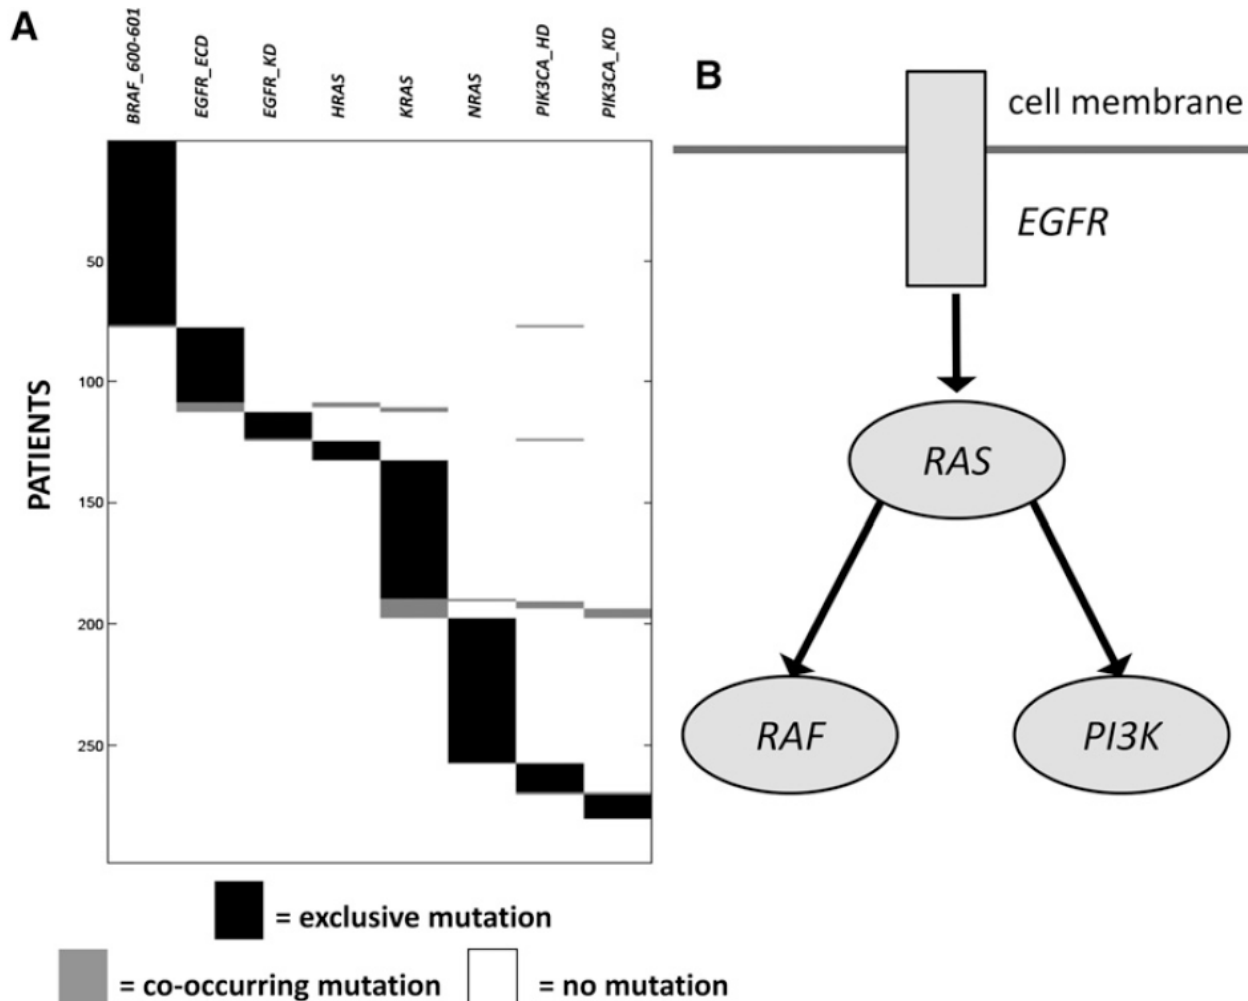 A
BRAF_600-601
EGFR_ECD
EGFR_KD
HRAS
KRAS
NRAS
PIK3CA_HD
PIK3CA_KD
PATIENTS
50
100
150
200
250
= exclusive mutation
= co-occurring mutation
= no mutation
B
cell membrane
EGFR
RAS
RAF
PI3K